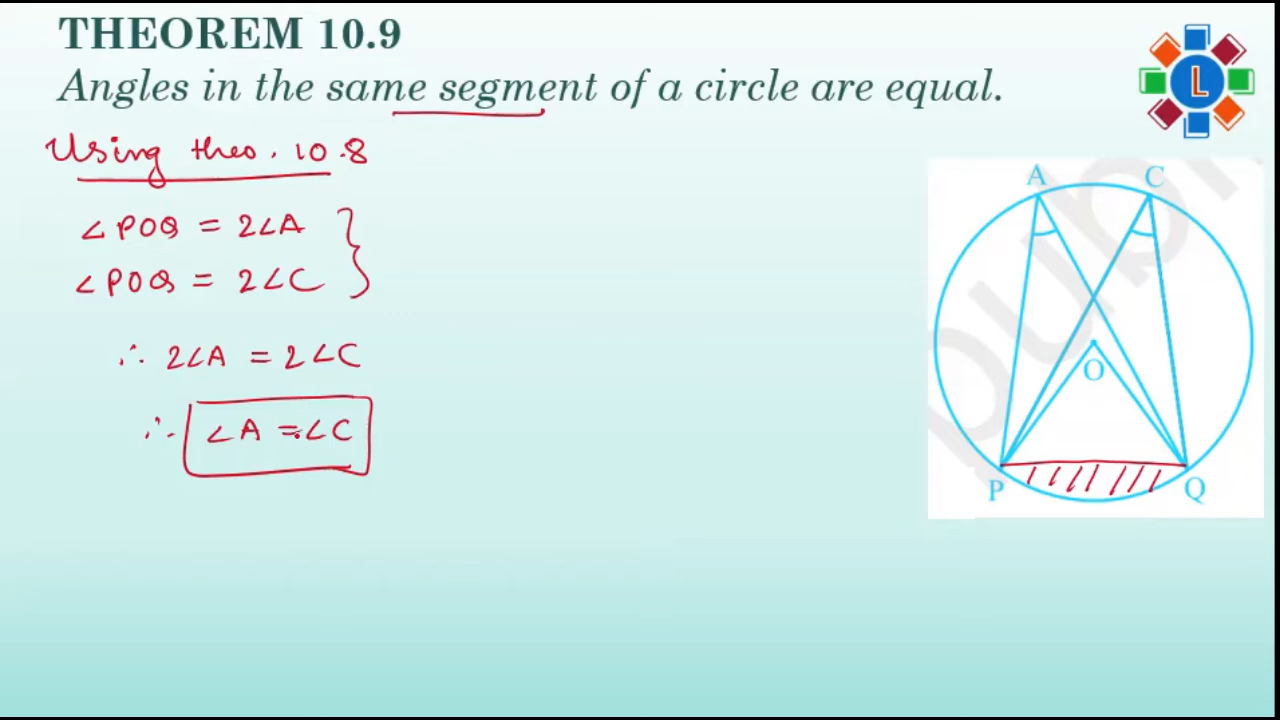 THEOREM 10.9
Angles in the same segment of a circle are equal.
L
Using theo. 10.8
∠POQ = 2∠A
∠POQ = 2∠C
∴ 2∠A = 2∠C
∴ ∠A = ∠C
A C
O
P Q